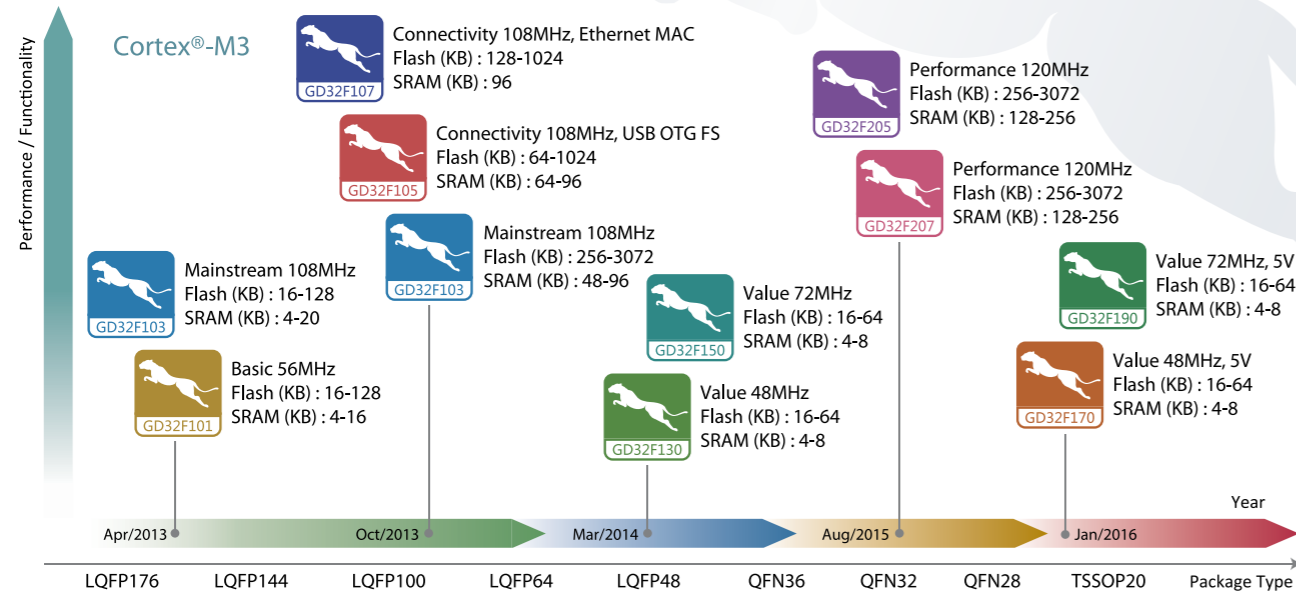 Performance / Functionality
Cortex®-M3
GD32F107
Connectivity 108MHz, Ethernet MAC
Flash (KB) : 128-1024
SRAM (KB) : 96
GD32F105
Connectivity 108MHz, USB OTG FS
Flash (KB) : 64-1024
SRAM (KB) : 64-96
GD32F103
Mainstream 108MHz
Flash (KB) : 256-3072
SRAM (KB) : 48-96
GD32F103
Mainstream 108MHz
Flash (KB) : 16-128
SRAM (KB) : 4-20
GD32F101
Basic 56MHz
Flash (KB) : 16-128
SRAM (KB) : 4-16
GD32F150
Value 72MHz
Flash (KB) : 16-64
SRAM (KB) : 4-8
GD32F130
Value 48MHz
Flash (KB) : 16-64
SRAM (KB) : 4-8
GD32F205
Performance 120MHz
Flash (KB) : 256-3072
SRAM (KB) : 128-256
GD32F207
Performance 120MHz
Flash (KB) : 256-3072
SRAM (KB) : 128-256
GD32F190
Value 72MHz, 5V
Flash (KB) : 16-64
SRAM (KB) : 4-8
GD32F170
Value 48MHz, 5V
Flash (KB) : 16-64
SRAM (KB) : 4-8
Year
Apr/2013 Oct/2013 Mar/2014 Aug/2015 Jan/2016
LQFP176 LQFP144 LQFP100 LQFP64 LQFP48 QFN36 QFN32 QFN28 TSSOP20 Package Type